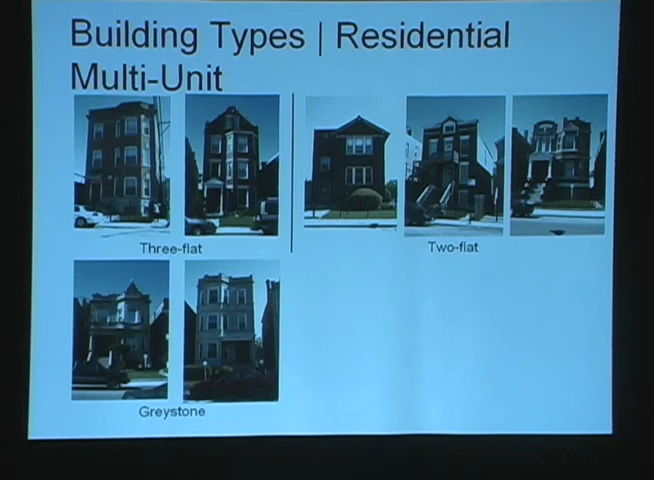 Building Types | Residential
Multi-Unit
Three-flat
Two-flat
Greystone